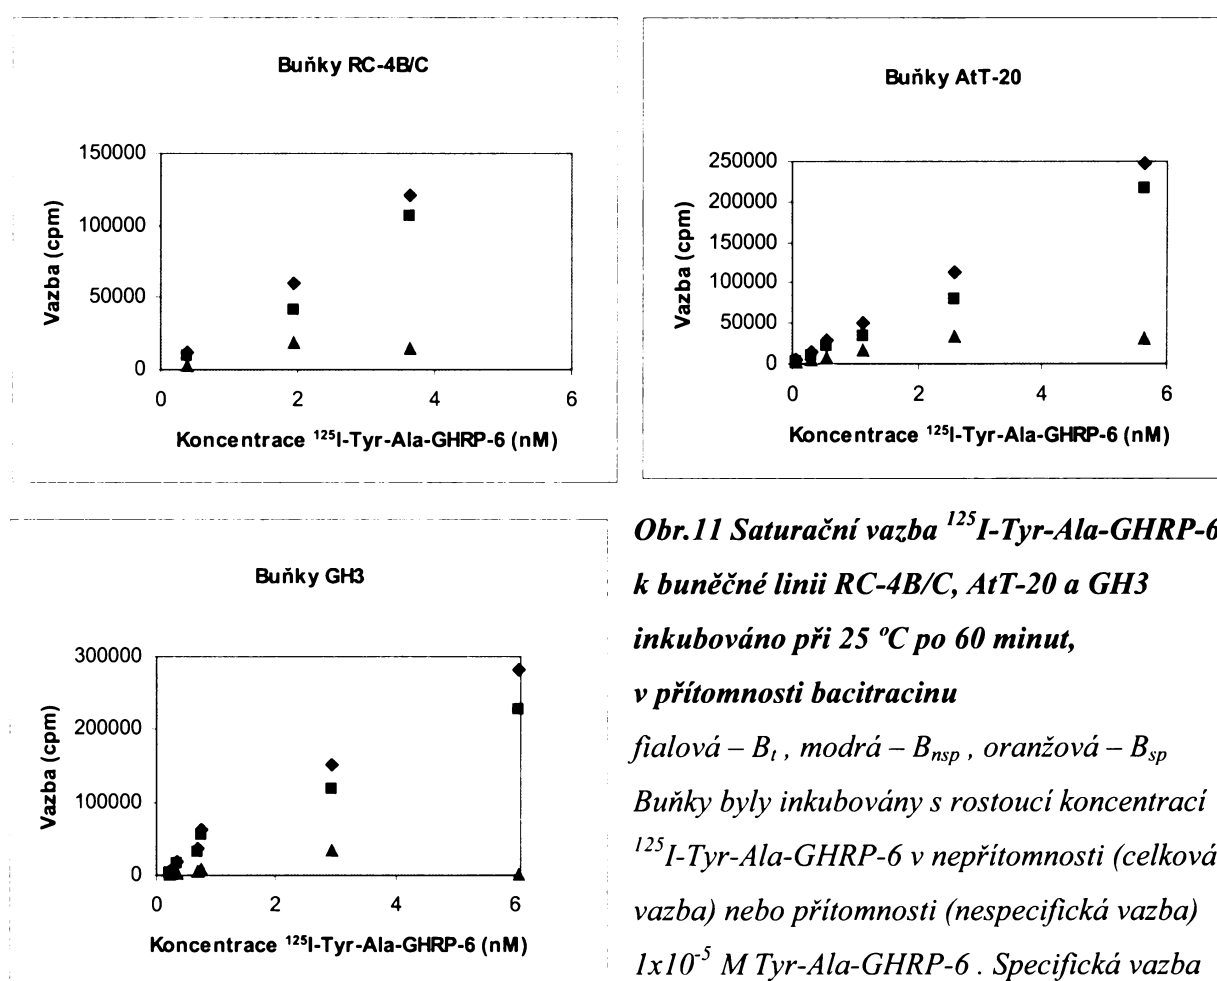 Buňky RC-4B/C
150000
100000
50000
0
0 2 4 6
Vazba (cpm)
Koncentrace ¹²⁵I-Tyr-Ala-GHRP-6 (nM)
Buňky AtT-20
250000
200000
150000
100000
50000
0
0 2 4 6
Vazba (cpm)
Koncentrace ¹²⁵I-Tyr-Ala-GHRP-6 (nM)
Buňky GH3
300000
200000
100000
0
0 2 4 6
Vazba (cpm)
Koncentrace ¹²⁵I-Tyr-Ala-GHRP-6 (nM)
Obr.11 Saturační vazba ¹²⁵I-Tyr-Ala-GHRP-6
k buněčné linii RC-4B/C, AtT-20 a GH3
inkubováno při 25 ºC po 60 minut,
v přítomnosti bacitracinu
fialová – Bt , modrá – Bnsp , oranžová – Bsp
Buňky byly inkubovány s rostoucí koncentrací
¹²⁵I-Tyr-Ala-GHRP-6 v nepřítomnosti (celková
vazba) nebo přítomnosti (nespecifická vazba)
1x10⁻⁵ M Tyr-Ala-GHRP-6 . Specifická vazba